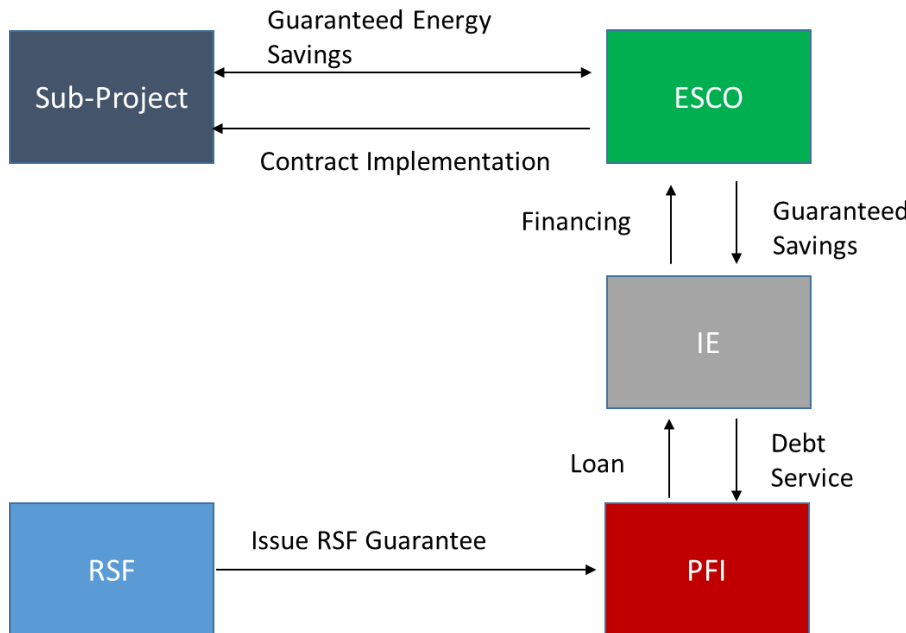 Guaranteed Energy
Savings
Sub-Project
ESCO
Contract Implementation
Financing
Guaranteed
Savings
IE
Loan
Debt
Service
Issue RSF Guarantee
RSF
PFI